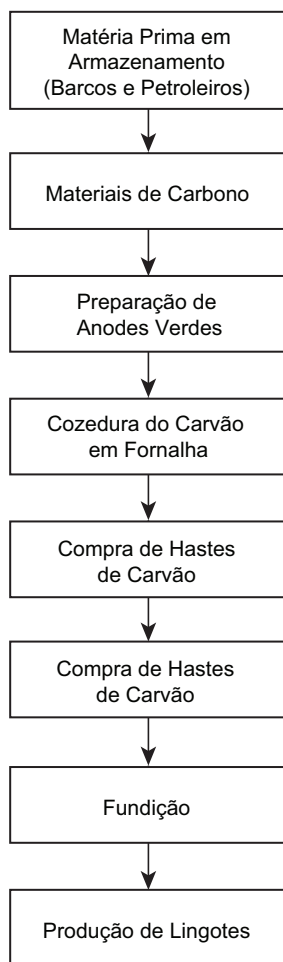 Matéria Prima em
Armazenamento
(Barcos e Petroleiros)
Materiais de Carbono
Preparação de
Anodes Verdes
Cozedura do Carvão
em Fornalha
Compra de Hastes
de Carvão
Compra de Hastes
de Carvão
Fundição
Produção de Lingotes